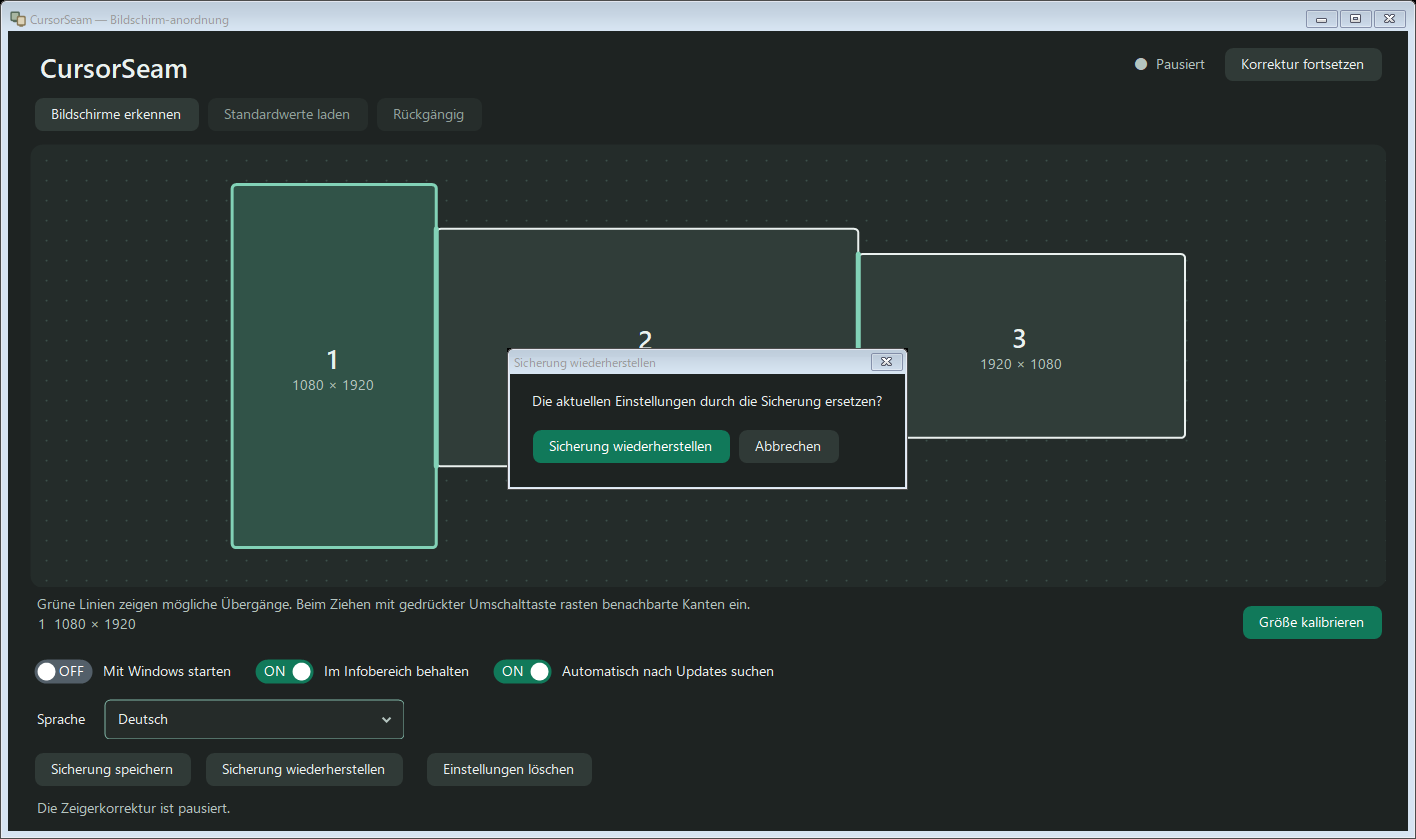 CursorSeam — Bildschirm-anordnung
CursorSeam
Pausiert
Korrektur fortsetzen
Bildschirme erkennen
Standardwerte laden
Rückgängig
1
1080 × 1920
2
3
1920 × 1080
Sicherung wiederherstellen
Die aktuellen Einstellungen durch die Sicherung ersetzen?
Sicherung wiederherstellen
Abbrechen
Grüne Linien zeigen mögliche Übergänge. Beim Ziehen mit gedrückter Umschalttaste rasten benachbarte Kanten ein.
1 1080 × 1920
Größe kalibrieren
OFF Mit Windows starten
ON Im Infobereich behalten
ON Automatisch nach Updates suchen
Sprache
Deutsch
Sicherung speichern
Sicherung wiederherstellen
Einstellungen löschen
Die Zeigerkorrektur ist pausiert.